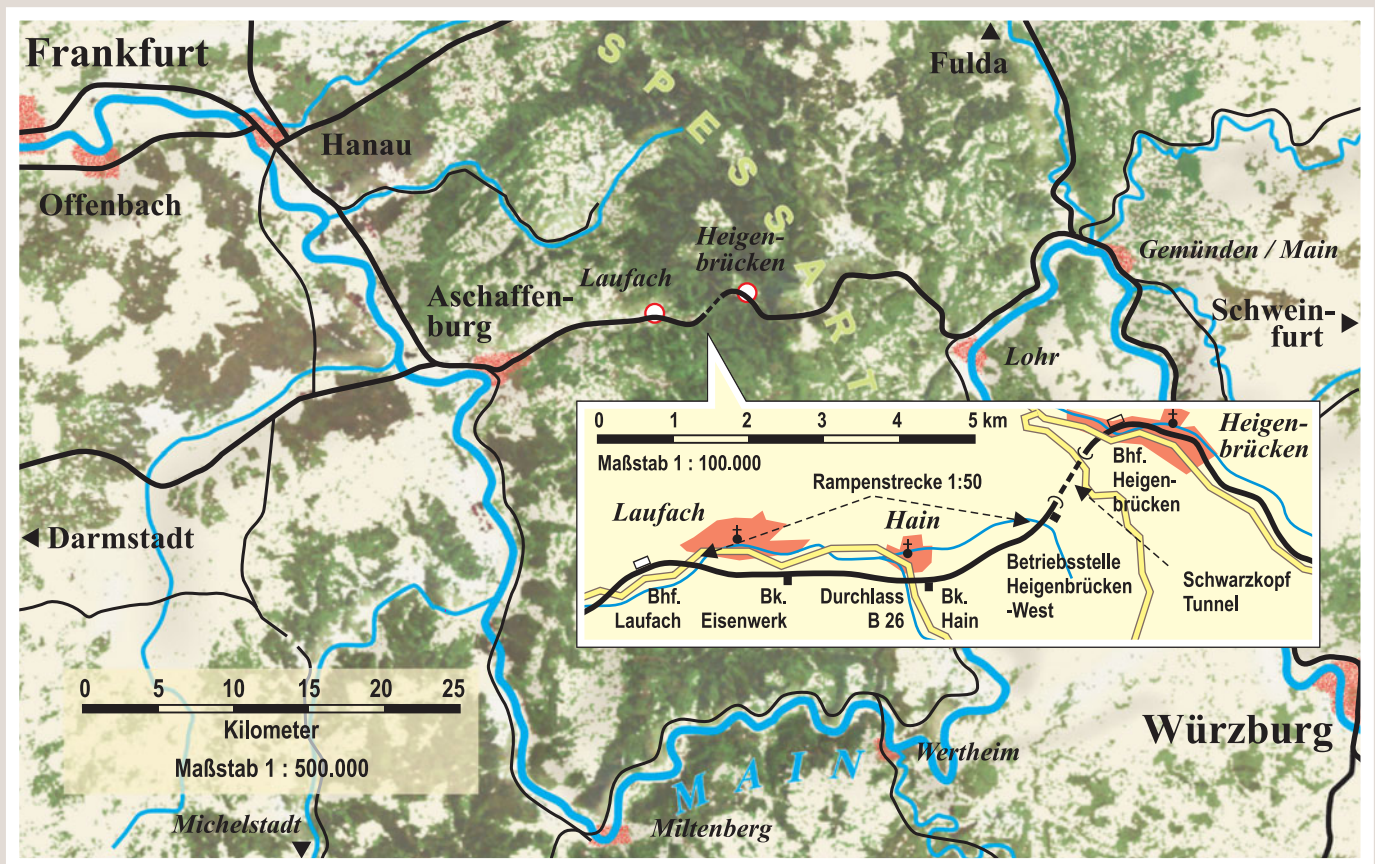 Frankfurt
Hanau
Offenbach
Fulda
SPESSART
Heigen-
brücken
Laufach
Aschaffen-
burg
Gemünden / Main
Schwein-
furt
Lohr
Darmstadt
0 1 2 3 4 5 km
Maßstab 1 : 100.000
Rampenstrecke 1:50
Laufach
Hain
Heigen-
brücken
Bhf.
Heigen-
brücken
Bhf.
Laufach
Bk.
Eisenwerk
Durchlass
B 26
Bk.
Hain
Betriebsstelle
Heigenbrücken
-West
Schwarzkopf
Tunnel
0 5 10 15 20 25
Kilometer
Maßstab 1 : 500.000
Würzburg
Wertheim
MAIN
Miltenberg
Michelstadt